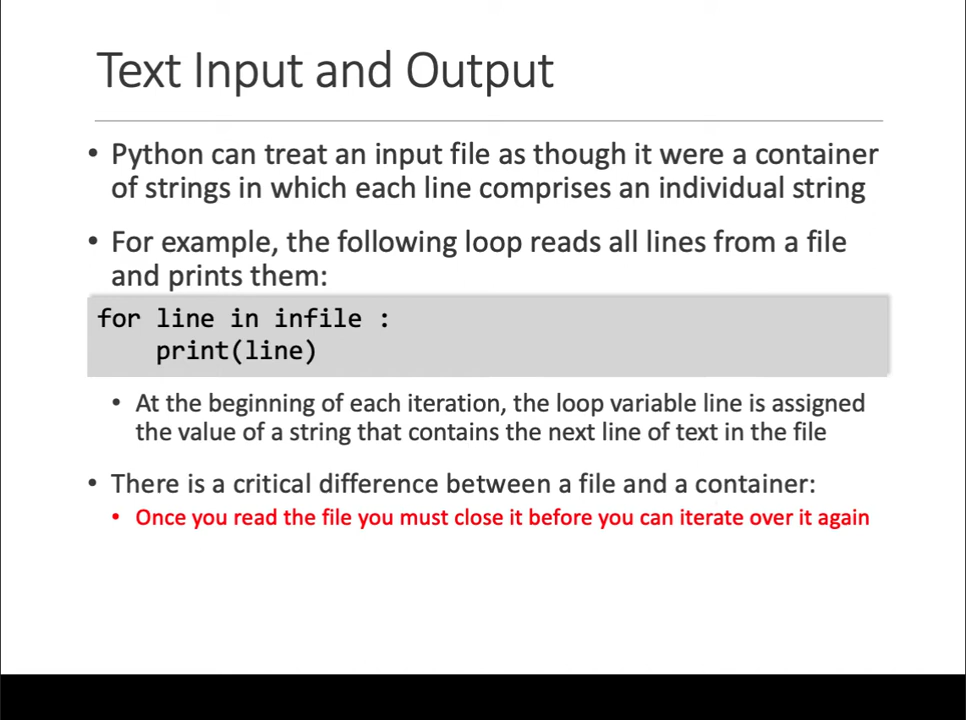 Text Input and Output
• Python can treat an input file as though it were a container
of strings in which each line comprises an individual string
• For example, the following loop reads all lines from a file
and prints them:
for line in infile :
    print(line)
• At the beginning of each iteration, the loop variable line is assigned
the value of a string that contains the next line of text in the file
• There is a critical difference between a file and a container:
• Once you read the file you must close it before you can iterate over it again